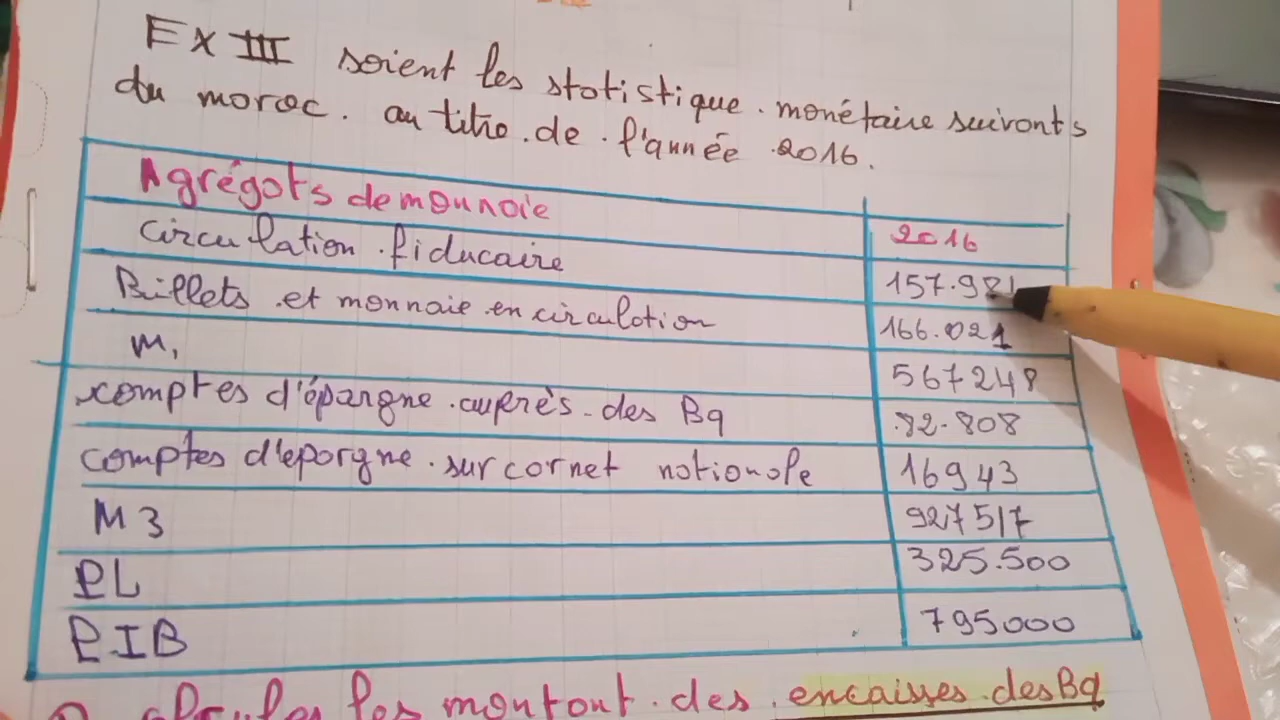 Ex III soient les statistique monétaire suivants
du maroc. au titre de l'année 2016.
Agrégats de monnaie
2016
circulation fiducaire
157.981
Billets et monnaie en circulation
166.021
M1
567248
comptes d'épargne auprès des Bq
82.808
comptes d'epargne sur carnet nationale
16943
M3
927517
PL
325.500
PIB
795000
les montant des encaisses des Bq